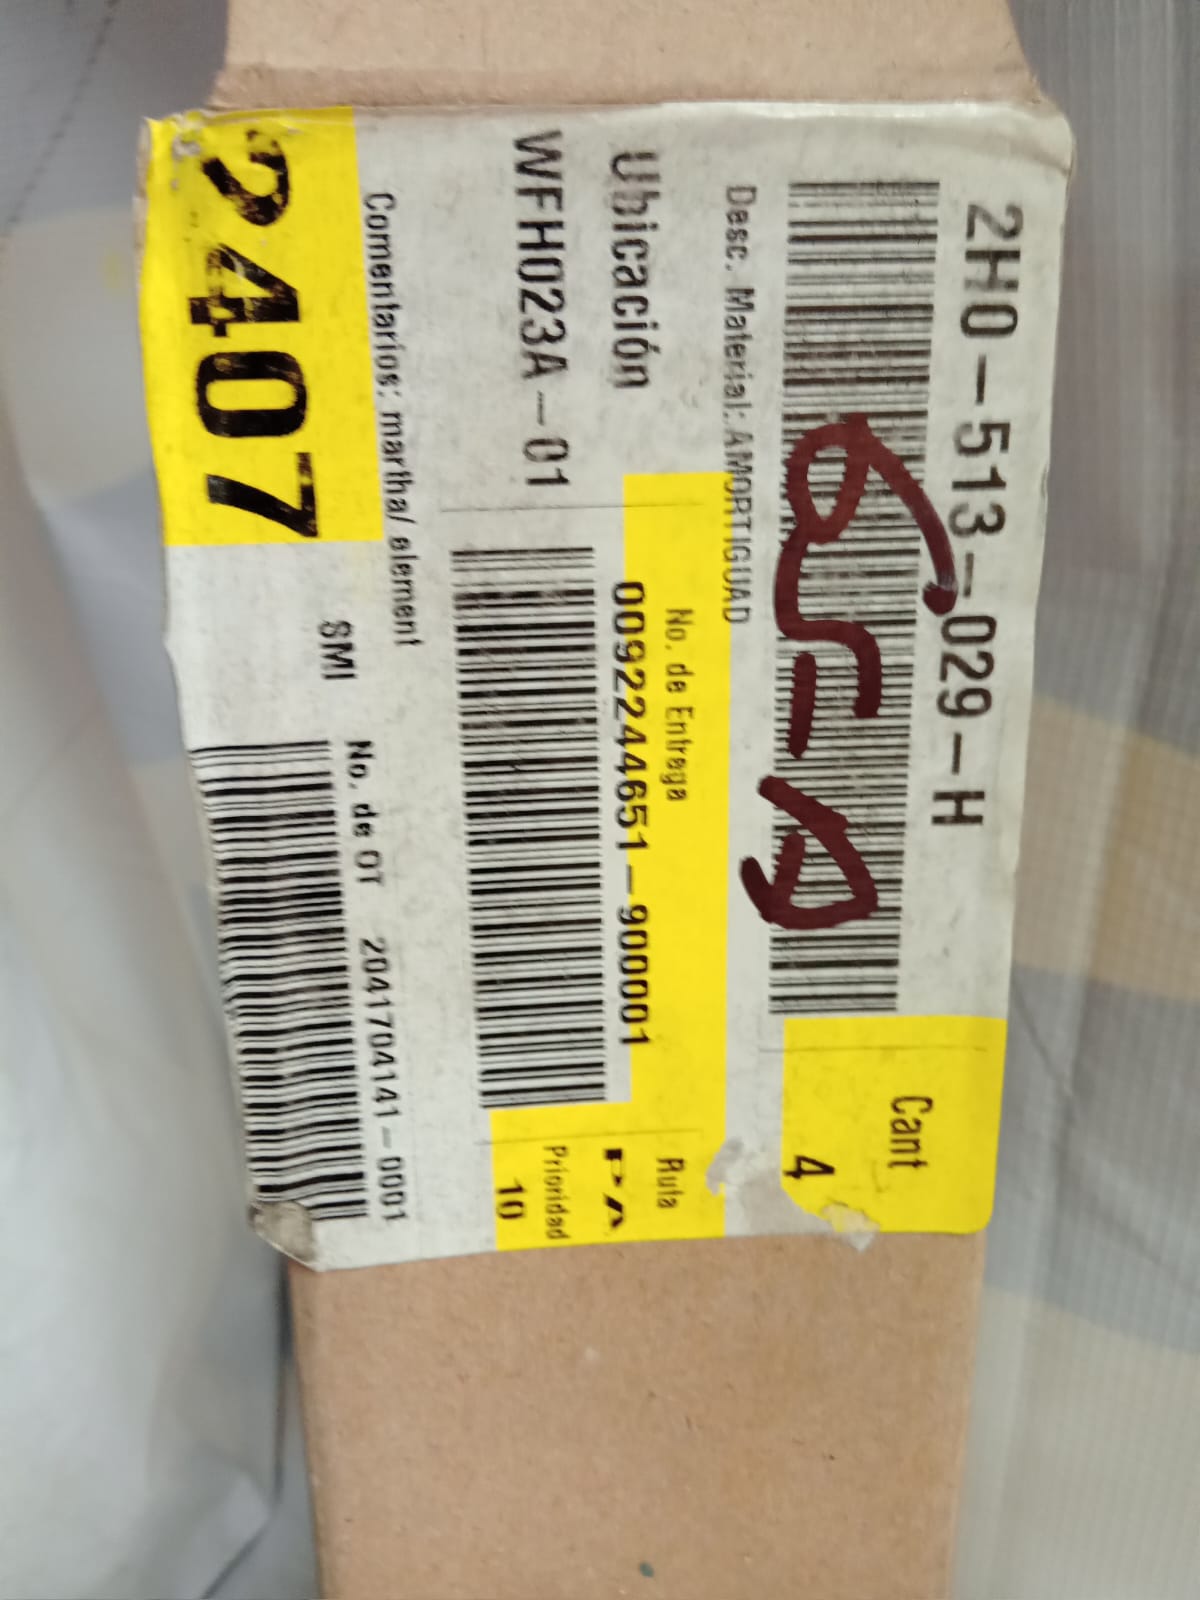 2H0-513-029-H
Cant
4
Desc. Material: AMORTIGUAD
Ubicación
WFH023A-01
No. de Entrega
0092244651-900001
Ruta
PA
Prioridad
10
Comentarios: martha/ element
2407
SMI
No. de OT 2041704141-0001